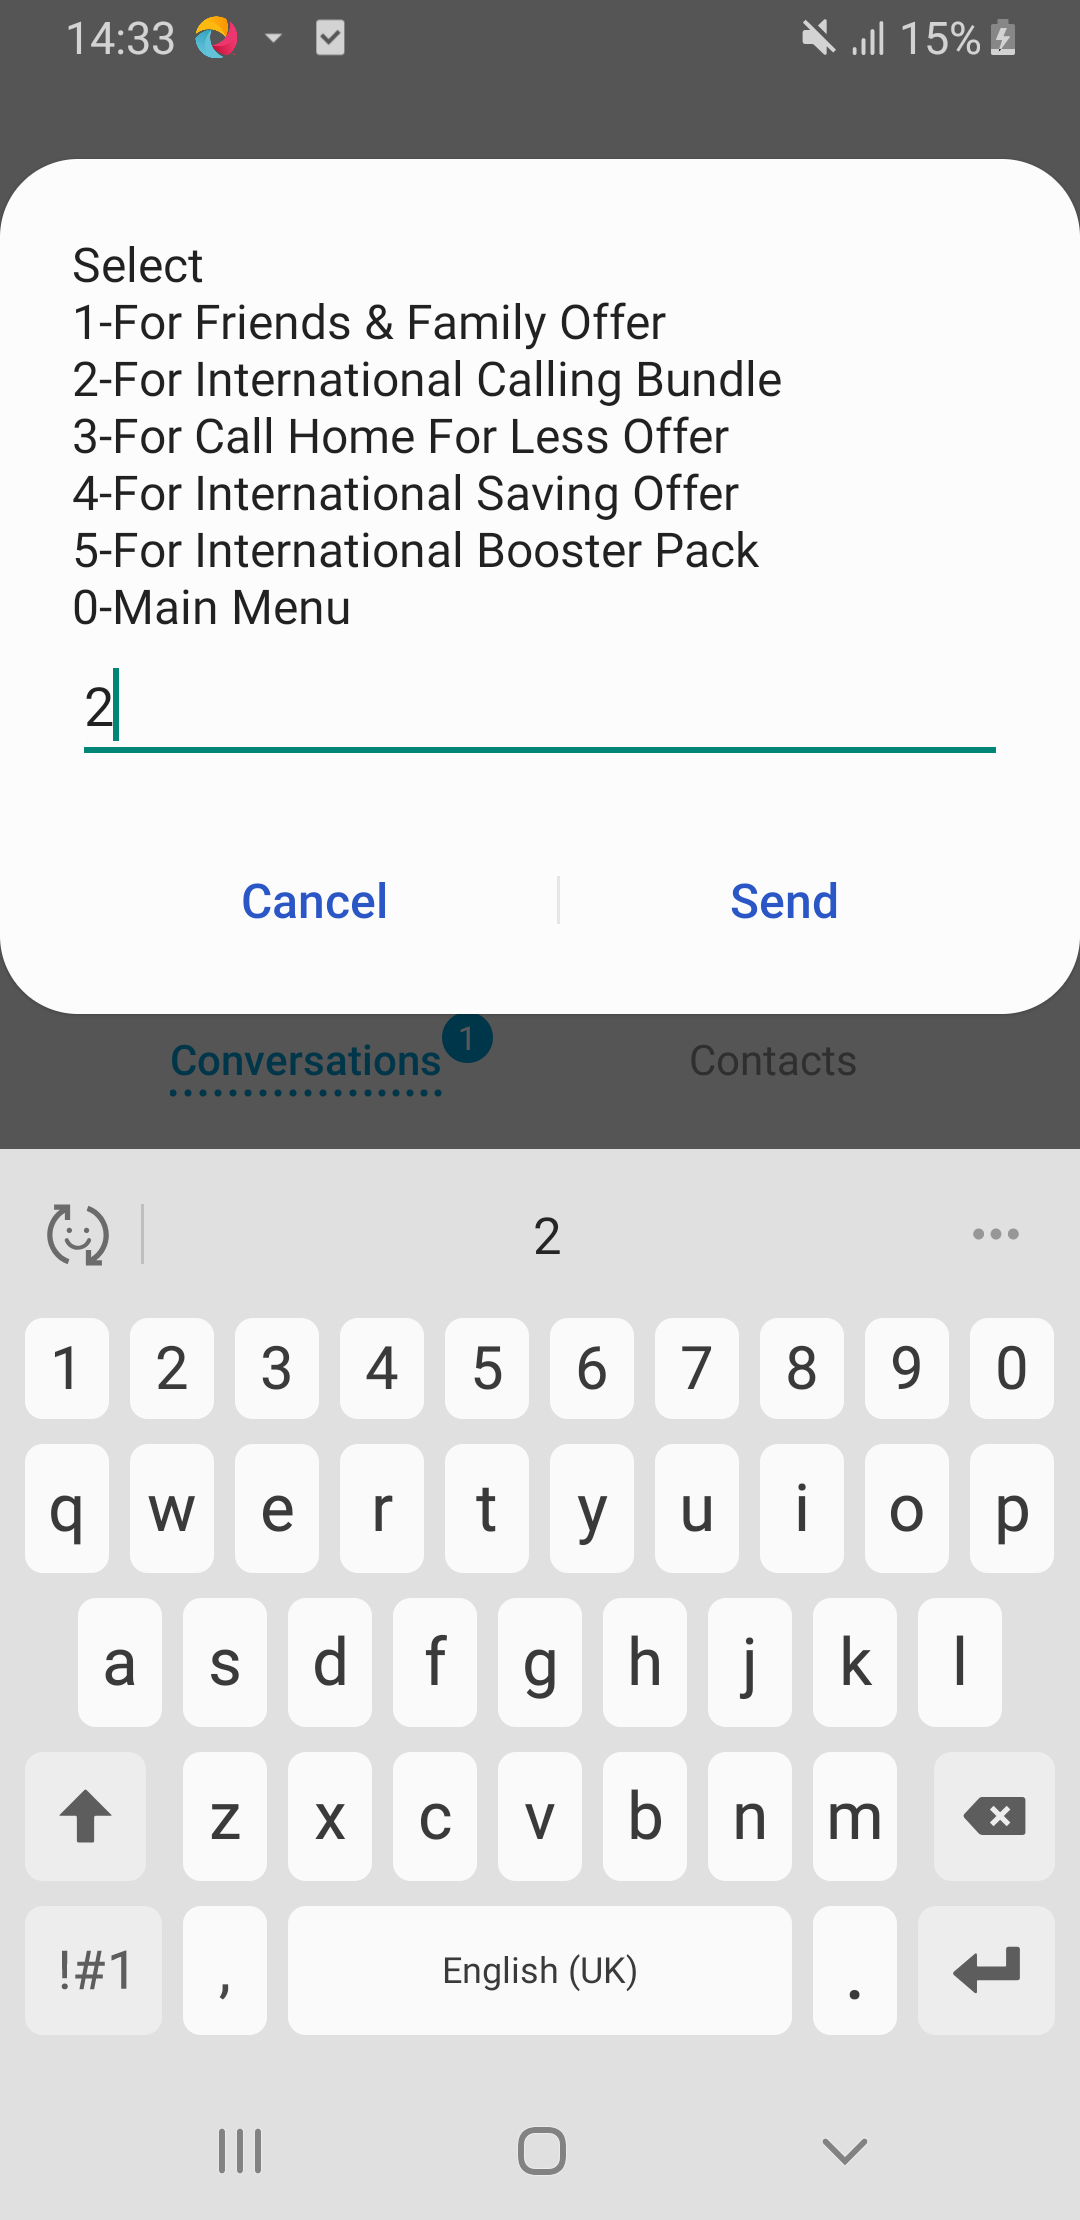 14:33
15%
Select
1-For Friends & Family Offer
2-For International Calling Bundle
3-For Call Home For Less Offer
4-For International Saving Offer
5-For International Booster Pack
0-Main Menu
2
Cancel
Send
Conversations 1
Contacts
2
1 2 3 4 5 6 7 8 9 0
q w e r t y u i o p
a s d f g h j k l
z x c v b n m
!#1 , English (UK) .